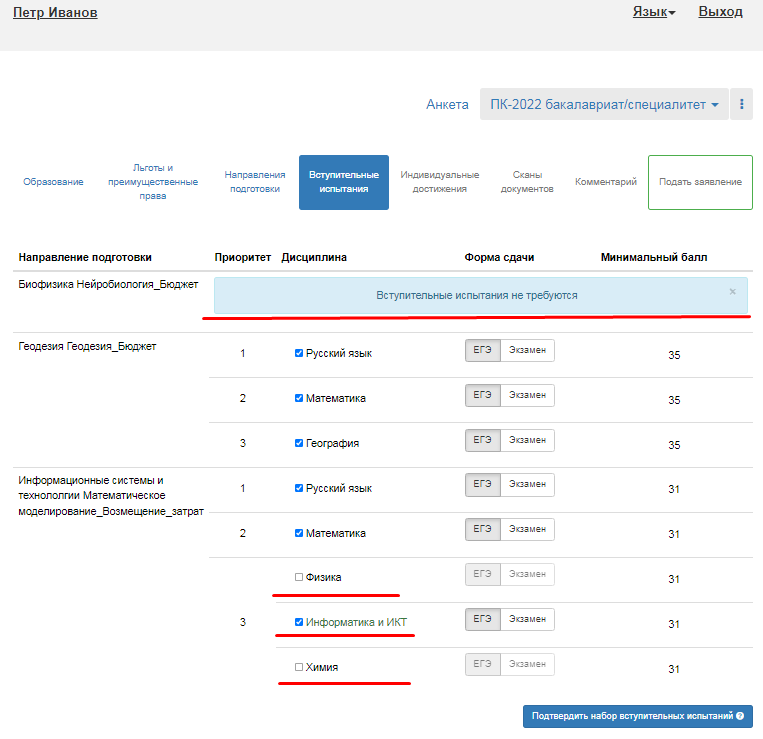 Петр Иванов
Язык
Выход
Анкета
ПК-2022 бакалавриат/специалитет
Образование
Льготы и
преимущественные
права
Направления
подготовки
Вступительные
испытания
Индивидуальные
достижения
Сканы
документов
Комментарий
Подать заявление
Направление подготовки Приоритет Дисциплина Форма сдачи Минимальный балл
Биофизика Нейробиология_Бюджет
Вступительные испытания не требуются ×
Геодезия Геодезия_Бюджет
1 Русский язык ЕГЭ Экзамен 35
2 Математика ЕГЭ Экзамен 35
3 География ЕГЭ Экзамен 35
Информационные системы и
технололгии Математическое
моделирование_Возмещение_затрат
1 Русский язык ЕГЭ Экзамен 31
2 Математика ЕГЭ Экзамен 31
Физика ЕГЭ Экзамен 31
3 Информатика и ИКТ ЕГЭ Экзамен 31
Химия ЕГЭ Экзамен 31
Подтвердить набор вступительных испытаний ?